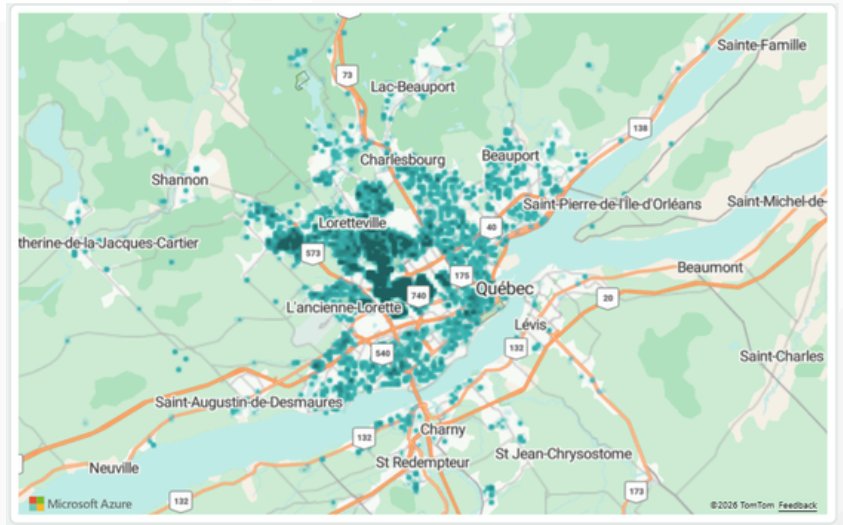 Sainte-Famille
73
Lac-Beauport
138
Charlesbourg
Beauport
Shannon
Saint-Pierre-de-l'Île-d'Orléans
Saint-Michel-de-
Loretteville
40
therine-de-la-Jacques-Cartier
573
Beaumont
175
Québec
740
20
L'ancienne-Lorette
Lévis
132
540
Saint-Charles
Saint-Augustin-de-Desmaures
Charny
132
St Jean-Chrysostome
St Redempteur
Neuville
173
132
Microsoft Azure
©2026 TomTom Feedback